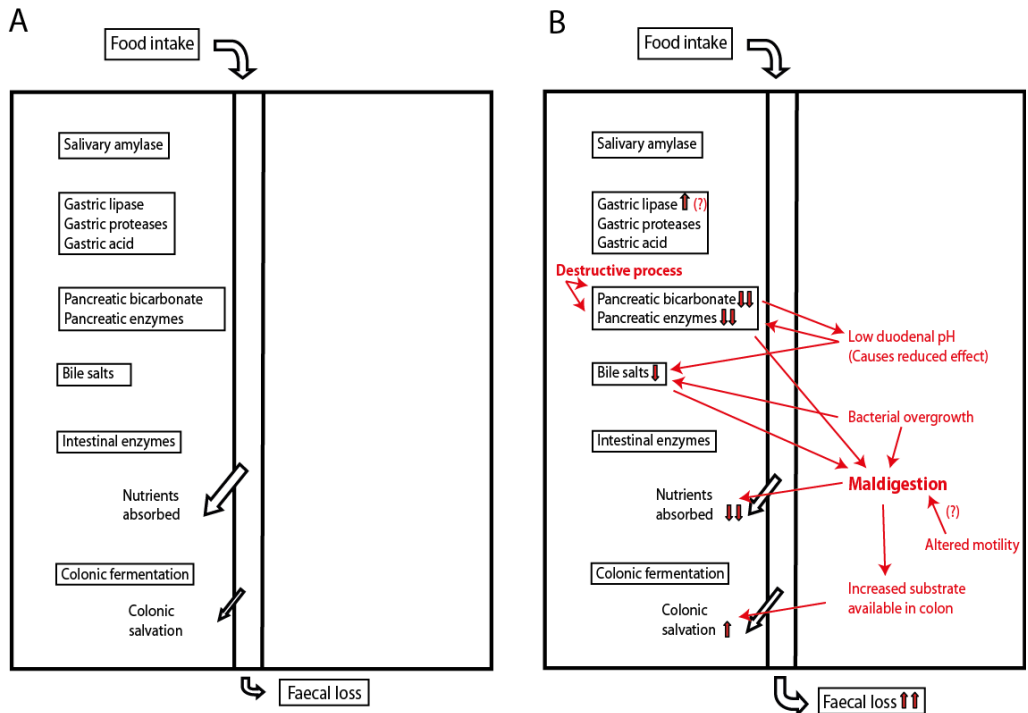 A
Food intake
Salivary amylase
Gastric lipase
Gastric proteases
Gastric acid
Pancreatic bicarbonate
Pancreatic enzymes
Bile salts
Intestinal enzymes
Nutrients
absorbed
Colonic fermentation
Colonic
salvation
Faecal loss
B
Food intake
Salivary amylase
Gastric lipase (?)
Gastric proteases
Gastric acid
Destructive process
Pancreatic bicarbonate
Pancreatic enzymes
Low duodenal pH
(Causes reduced effect)
Bile salts
Bacterial overgrowth
Intestinal enzymes
Maldigestion
Nutrients
absorbed
(?)
Altered motility
Colonic fermentation
Increased substrate
available in colon
Colonic
salvation
Faecal loss